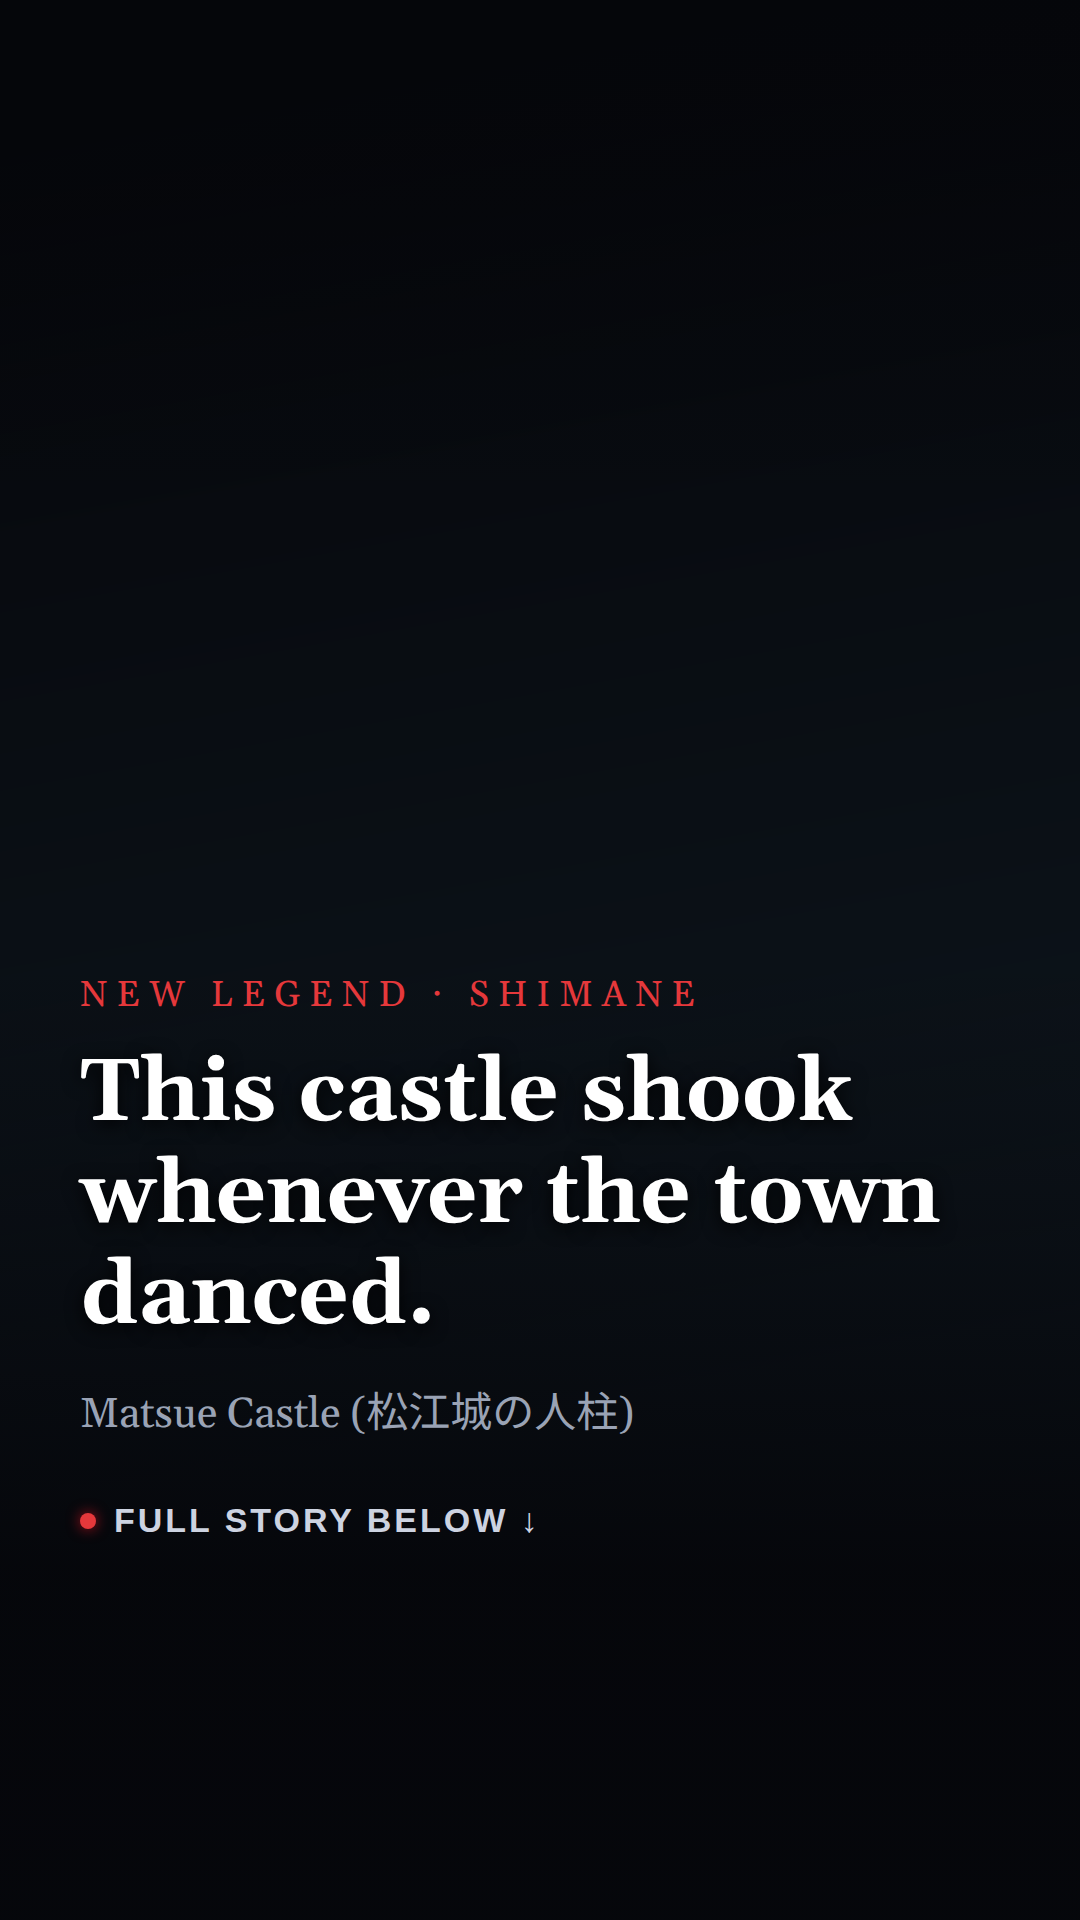 NEW LEGEND · SHIMANE
This castle shook
whenever the town
danced.
Matsue Castle (松江城の人柱)
FULL STORY BELOW ↓